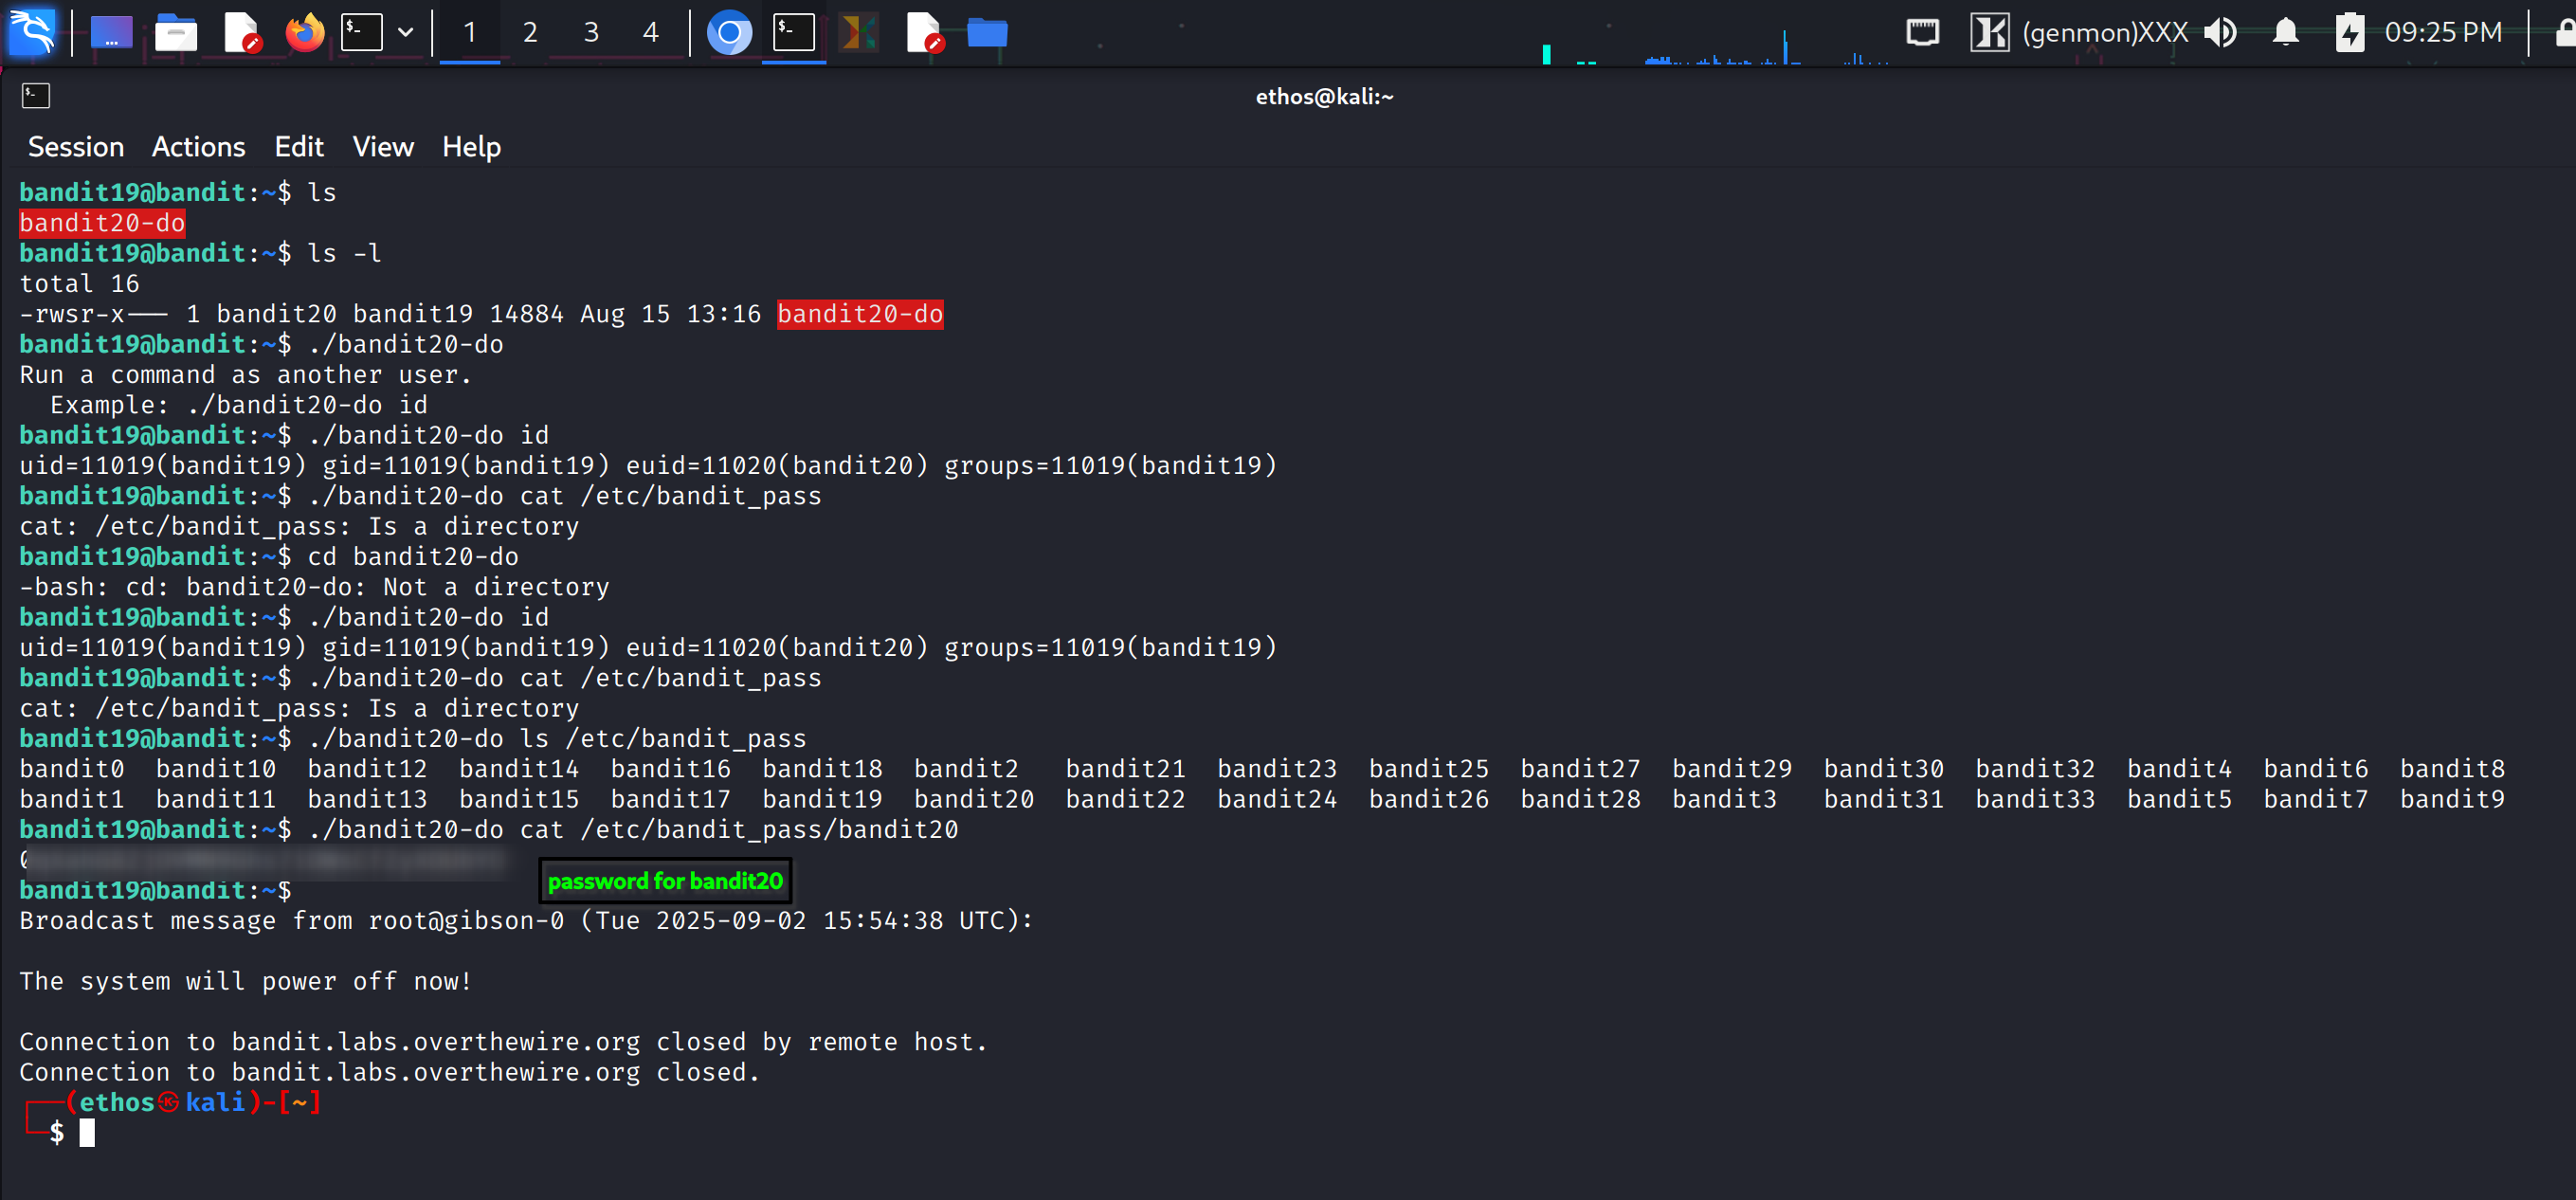 1 2 3 4 (genmon)XXX 09:25 PM
ethos@kali:~
Session Actions Edit View Help
bandit19@bandit:~$ ls
bandit20-do
bandit19@bandit:~$ ls -l
total 16
-rwsr-x--- 1 bandit20 bandit19 14884 Aug 15 13:16 bandit20-do
bandit19@bandit:~$ ./bandit20-do
Run a command as another user.
  Example: ./bandit20-do id
bandit19@bandit:~$ ./bandit20-do id
uid=11019(bandit19) gid=11019(bandit19) euid=11020(bandit20) groups=11019(bandit19)
bandit19@bandit:~$ ./bandit20-do cat /etc/bandit_pass
cat: /etc/bandit_pass: Is a directory
bandit19@bandit:~$ cd bandit20-do
-bash: cd: bandit20-do: Not a directory
bandit19@bandit:~$ ./bandit20-do id
uid=11019(bandit19) gid=11019(bandit19) euid=11020(bandit20) groups=11019(bandit19)
bandit19@bandit:~$ ./bandit20-do cat /etc/bandit_pass
cat: /etc/bandit_pass: Is a directory
bandit19@bandit:~$ ./bandit20-do ls /etc/bandit_pass
bandit0 bandit10 bandit12 bandit14 bandit16 bandit18 bandit2 bandit21 bandit23 bandit25 bandit27 bandit29 bandit30 bandit32 bandit4 bandit6 bandit8
bandit1 bandit11 bandit13 bandit15 bandit17 bandit19 bandit20 bandit22 bandit24 bandit26 bandit28 bandit3 bandit31 bandit33 bandit5 bandit7 bandit9
bandit19@bandit:~$ ./bandit20-do cat /etc/bandit_pass/bandit20
password for bandit20
bandit19@bandit:~$
Broadcast message from root@gibson-0 (Tue 2025-09-02 15:54:38 UTC):
The system will power off now!
Connection to bandit.labs.overthewire.org closed by remote host.
Connection to bandit.labs.overthewire.org closed.
(ethos㉿kali)-[~]
$